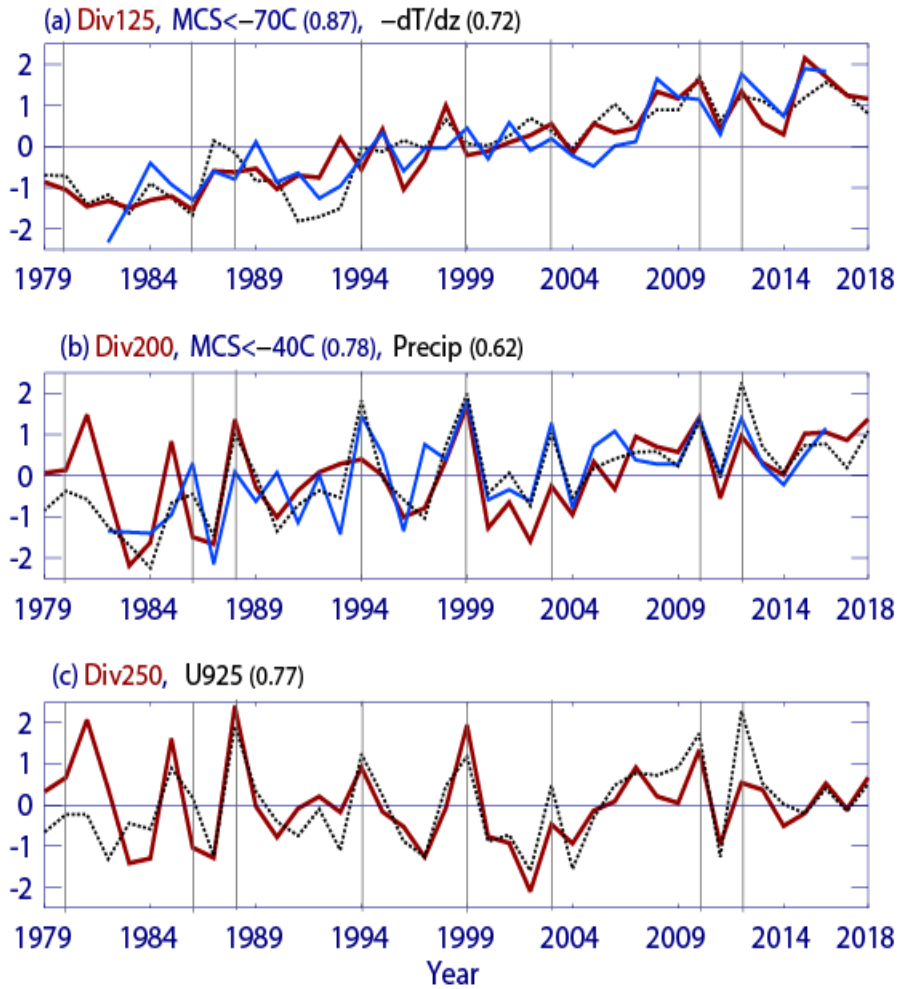 (a) Div125, MCS<−70C (0.87), −dT/dz (0.72)
2
1
0
-1
-2
1979 1984 1989 1994 1999 2004 2009 2014 2018
(b) Div200, MCS<−40C (0.78), Precip (0.62)
2
1
0
-1
-2
1979 1984 1989 1994 1999 2004 2009 2014 2018
(c) Div250, U925 (0.77)
2
1
0
-1
-2
1979 1984 1989 1994 1999 2004 2009 2014 2018
Year